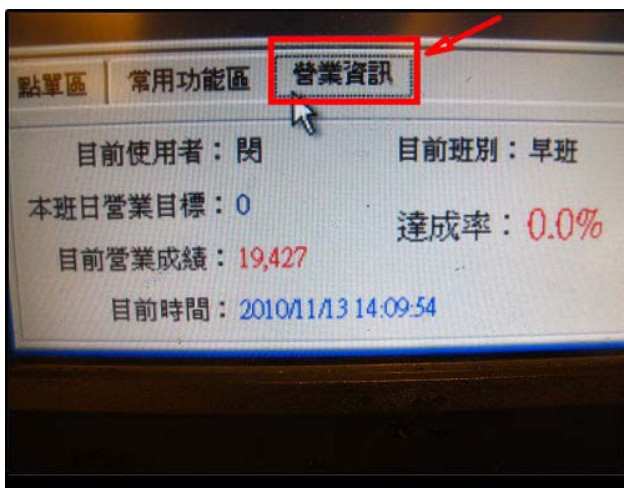 點單區 常用功能區 營業資訊
目前使用者：閔 目前班別：早班
本班日營業目標：0
達成率：0.0%
目前營業成績：19,427
目前時間：2010/11/13 14:09:54